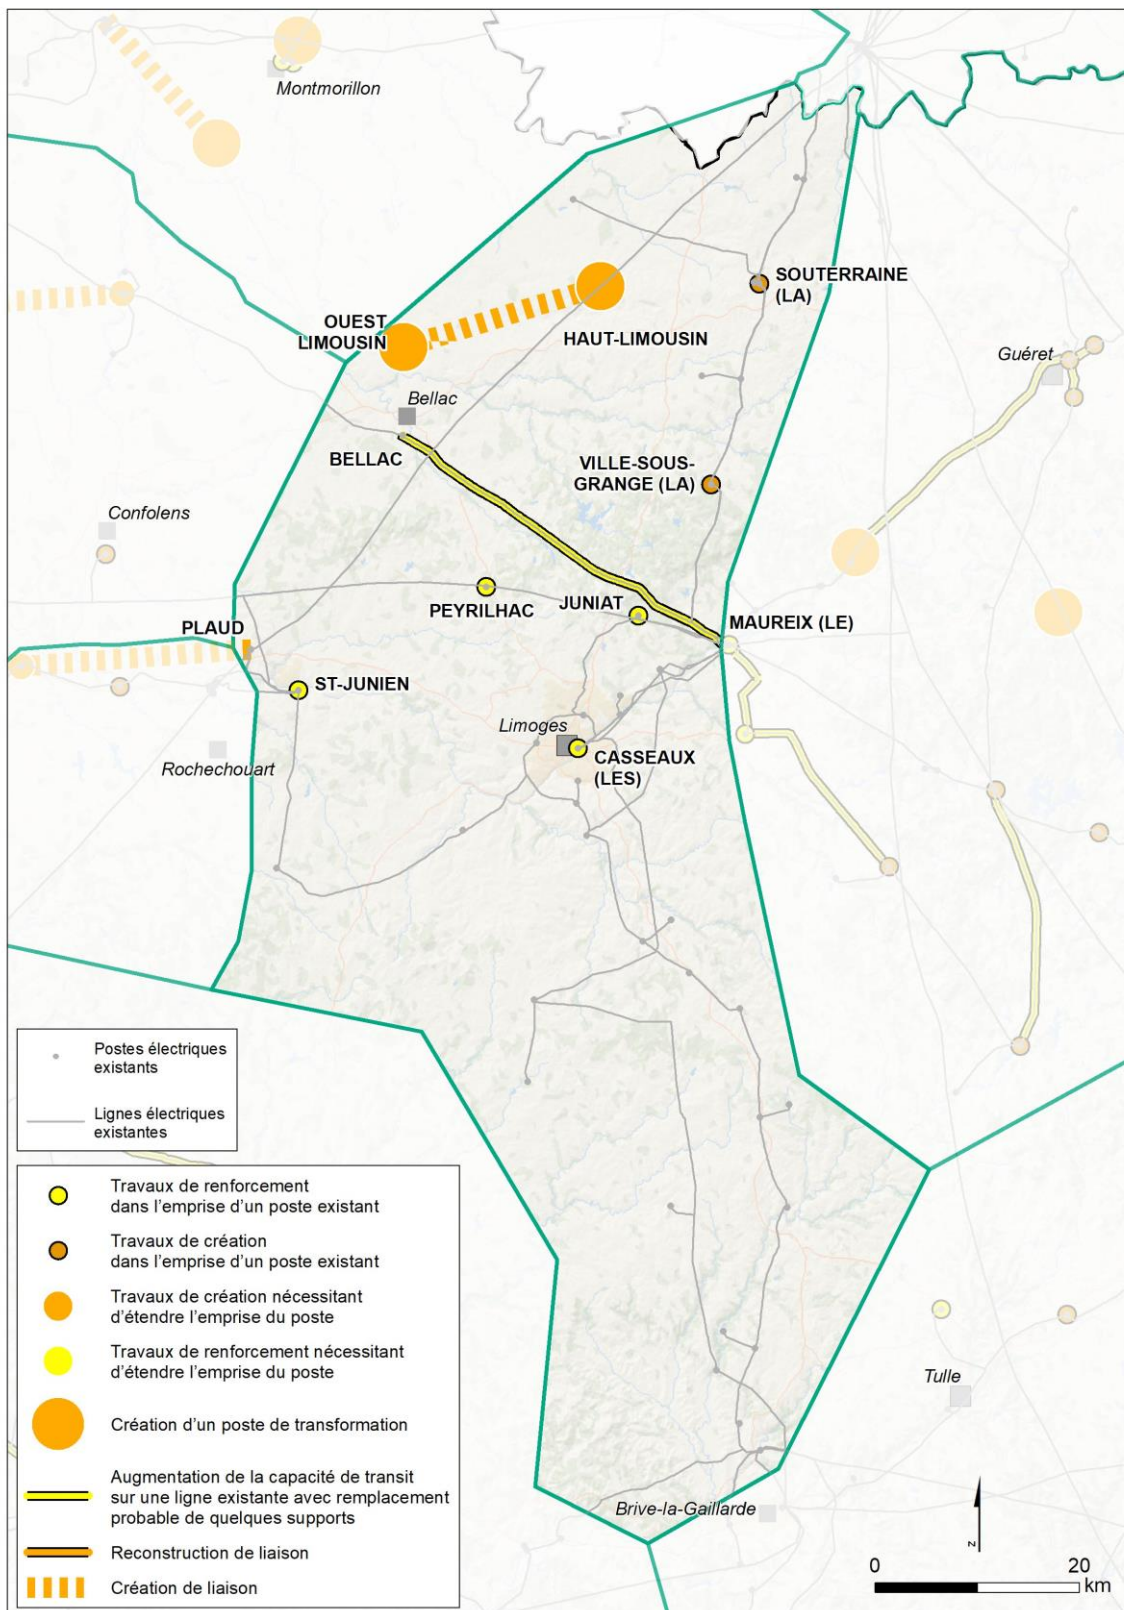 Montmorillon
SOUTERRAINE
(LA)
OUEST
LIMOUSIN
HAUT-LIMOUSIN
Guéret
Bellac
BELLAC
VILLE-SOUS-
GRANGE (LA)
Confolens
PEYRILHAC
JUNIAT
MAUREIX (LE)
PLAUD
ST-JUNIEN
Limoges
CASSEAUX
(LES)
Rochechouart
Postes électriques
existants
Lignes électriques
existantes
Travaux de renforcement
dans l’emprise d’un poste existant
Travaux de création
dans l’emprise d’un poste existant
Travaux de création nécessitant
d’étendre l’emprise du poste
Travaux de renforcement nécessitant
d’étendre l’emprise du poste
Création d’un poste de transformation
Augmentation de la capacité de transit
sur une ligne existante avec remplacement
probable de quelques supports
Reconstruction de liaison
Création de liaison
Tulle
Brive-la-Gaillarde
N
0 20
km